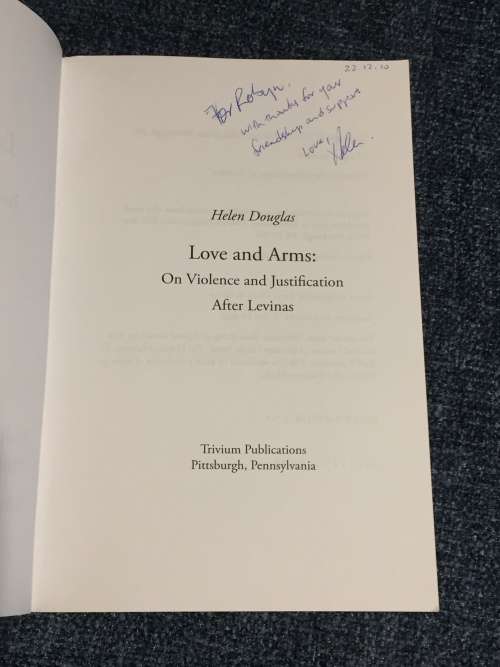 22.12.10
For Robyn.
with thanks for your
friendship and support
Love,
Helen.
Helen Douglas
Love and Arms:
On Violence and Justification
After Levinas
Trivium Publications
Pittsburgh, Pennsylvania